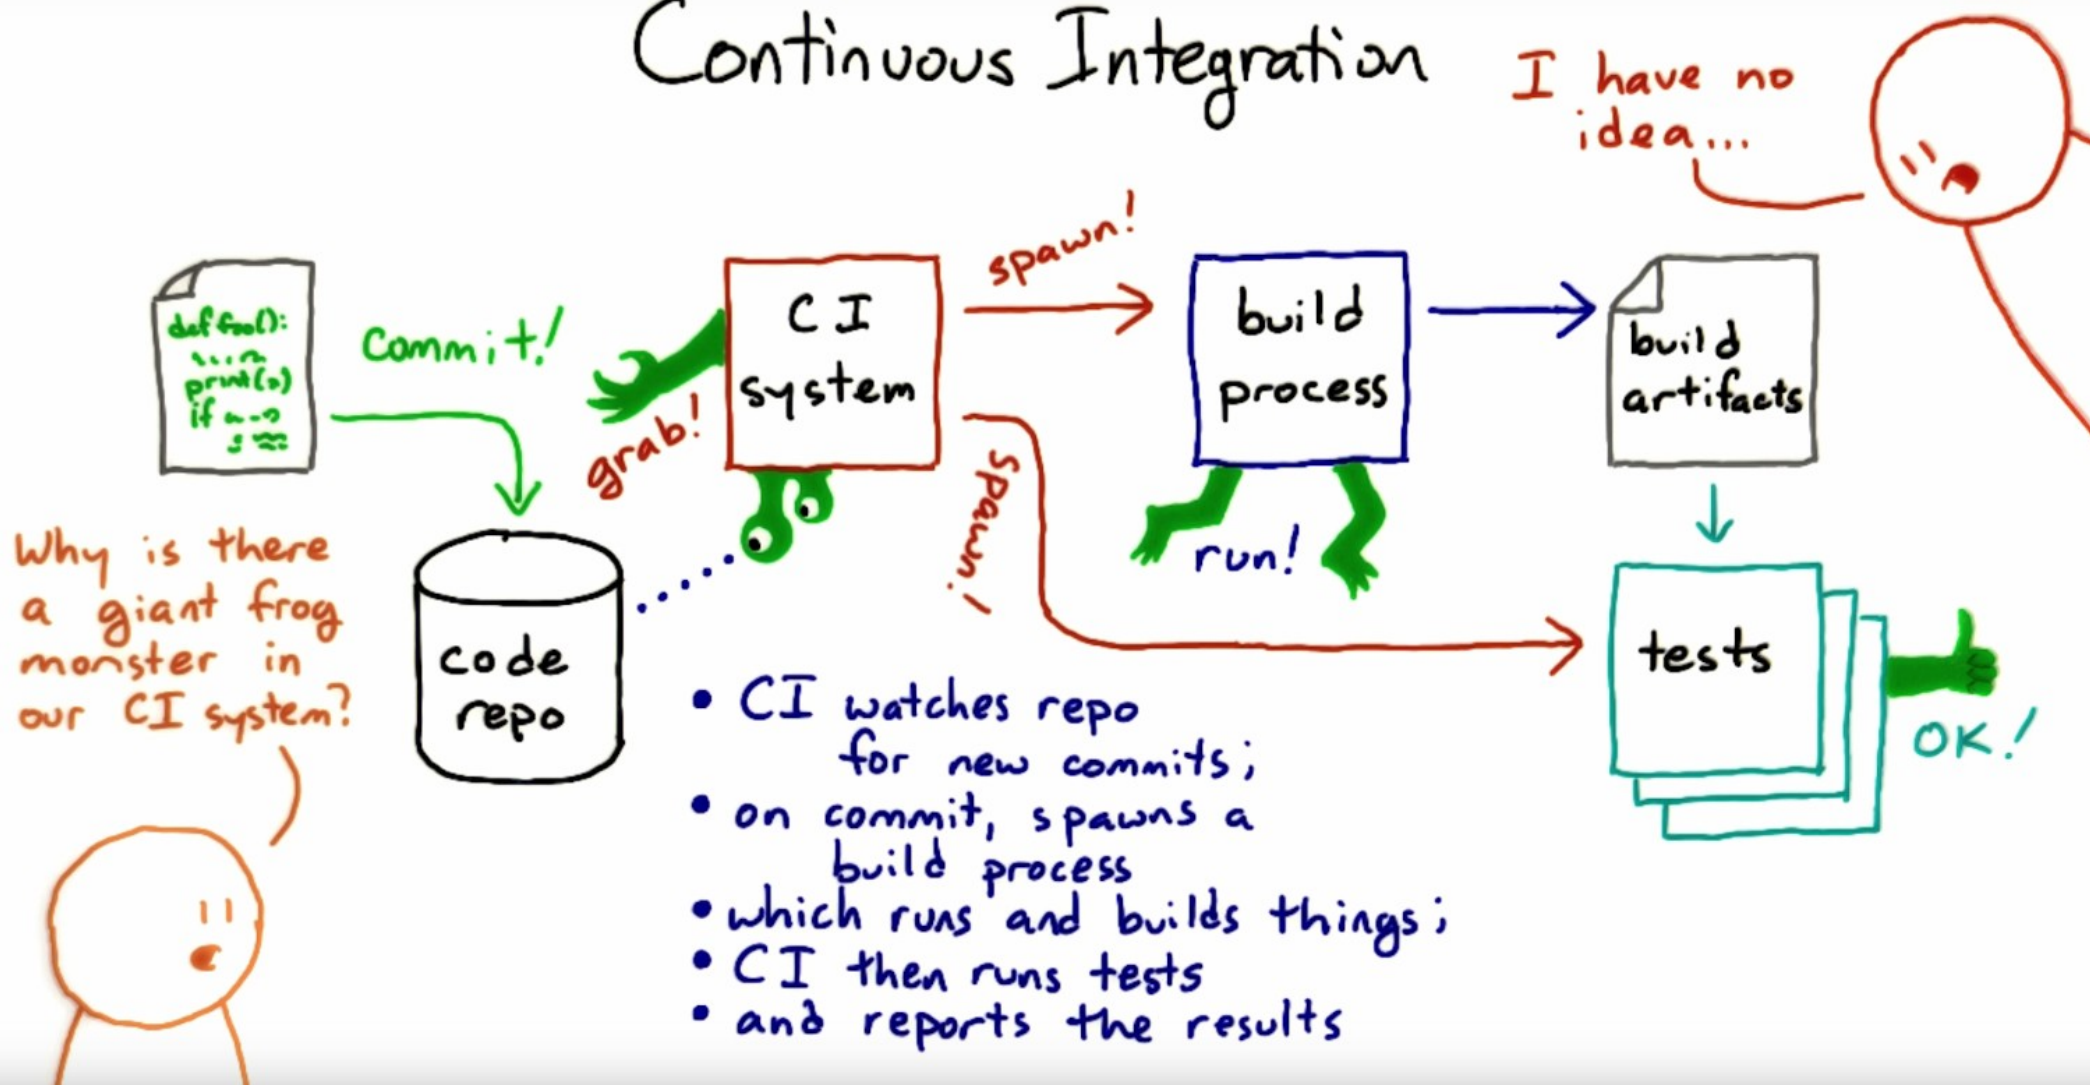 Continuous Integration
I have no
idea...
def foo():
print(s)
if a
Commit!
grab!
CI
system
spawn!
spawn!
build
process
run!
build
artifacts
code
repo
tests
OK!
Why is there
a giant frog
monster in
our CI system?
• CI watches repo
for new commits;
• on commit, spawns a
build process
• which runs and builds things;
• CI then runs tests
• and reports the results